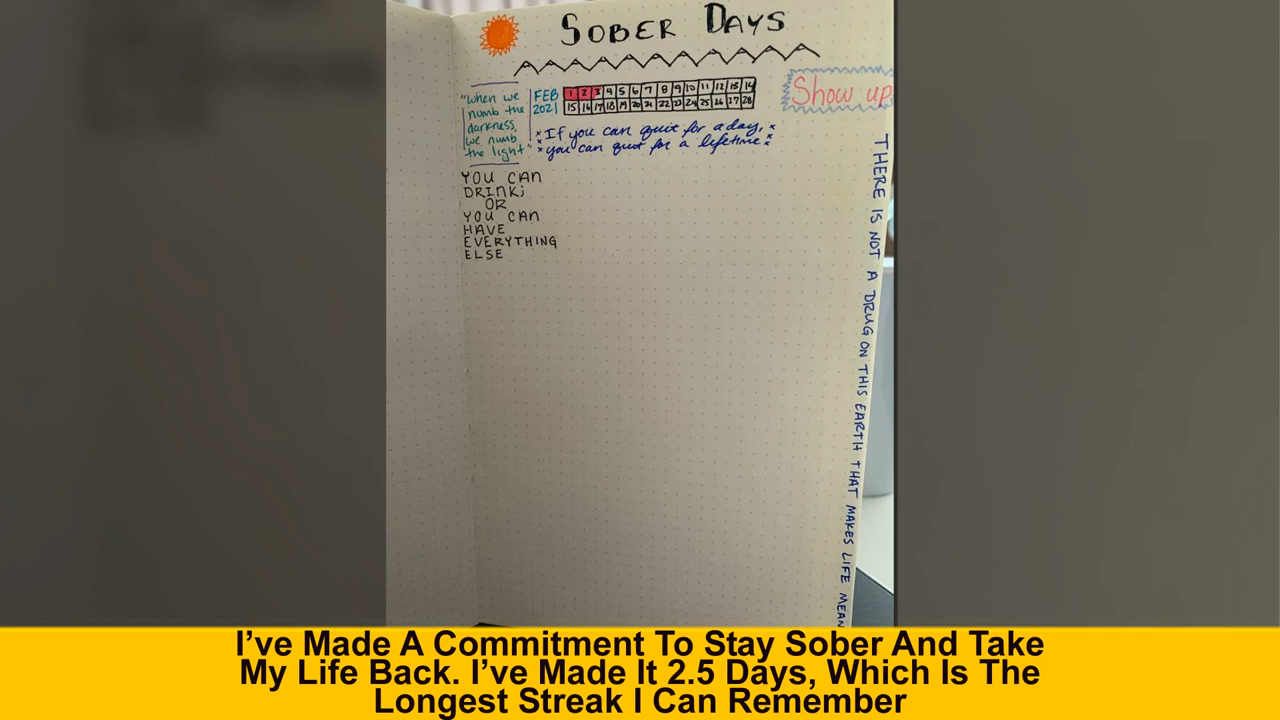 SOBER DAYS
"when we
numb the
darkness,
we numb
the light"
FEB
2021
1 2 3 4 5 6 7 8 9 10 11 12 13 14
15 16 17 18 19 20 21 22 23 24 25 26 27 28
If you can quit for a day,
you can quit for a lifetime
Show up
YOU CAN
DRINK;
OR
YOU CAN
HAVE
EVERYTHING
ELSE
THERE IS NOT A DRUG ON THIS EARTH THAT MAKES LIFE MEAN
I've Made A Commitment To Stay Sober And Take
My Life Back. I've Made It 2.5 Days, Which Is The
Longest Streak I Can Remember